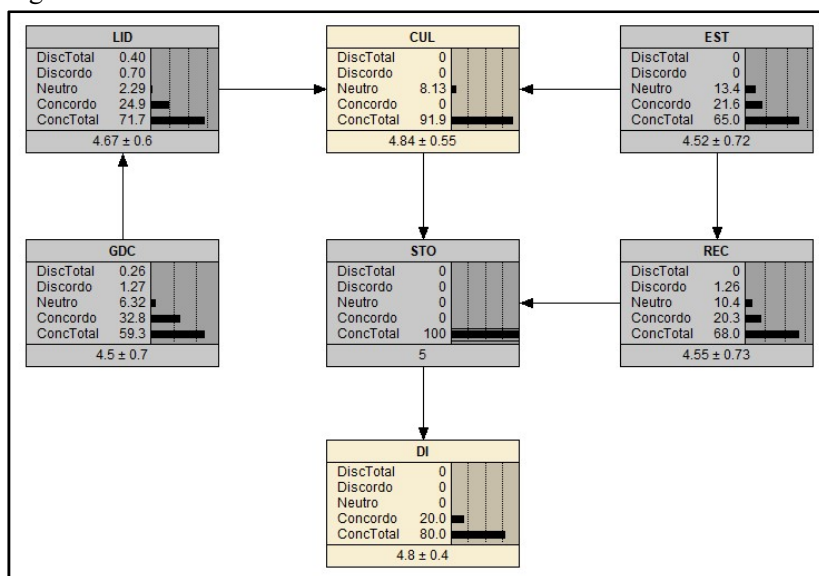 LID
DiscTotal 0.40
Discordo 0.70
Neutro 2.29
Concordo 24.9
ConcTotal 71.7
4.67 ± 0.6
CUL
DiscTotal 0
Discordo 0
Neutro 8.13
Concordo 0
ConcTotal 91.9
4.84 ± 0.55
EST
DiscTotal 0
Discordo 0
Neutro 13.4
Concordo 21.6
ConcTotal 65.0
4.52 ± 0.72
GDC
DiscTotal 0.26
Discordo 1.27
Neutro 6.32
Concordo 32.8
ConcTotal 59.3
4.5 ± 0.7
STO
DiscTotal 0
Discordo 0
Neutro 0
Concordo 0
ConcTotal 100
5
REC
DiscTotal 0
Discordo 1.26
Neutro 10.4
Concordo 20.3
ConcTotal 68.0
4.55 ± 0.73
DI
DiscTotal 0
Discordo 0
Neutro 0
Concordo 20.0
ConcTotal 80.0
4.8 ± 0.4